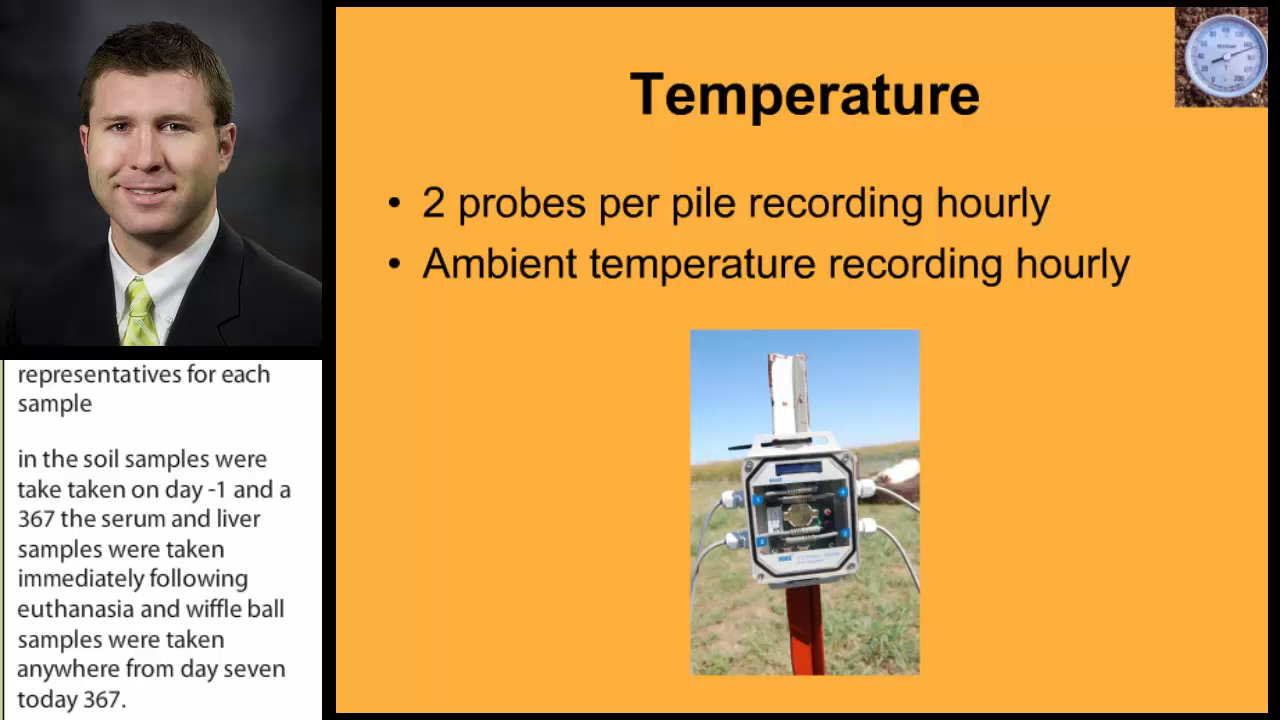 Temperature
• 2 probes per pile recording hourly
• Ambient temperature recording hourly
representatives for each
sample
in the soil samples were
take taken on day -1 and a
367 the serum and liver
samples were taken
immediately following
euthanasia and wiffle ball
samples were taken
anywhere from day seven
today 367.